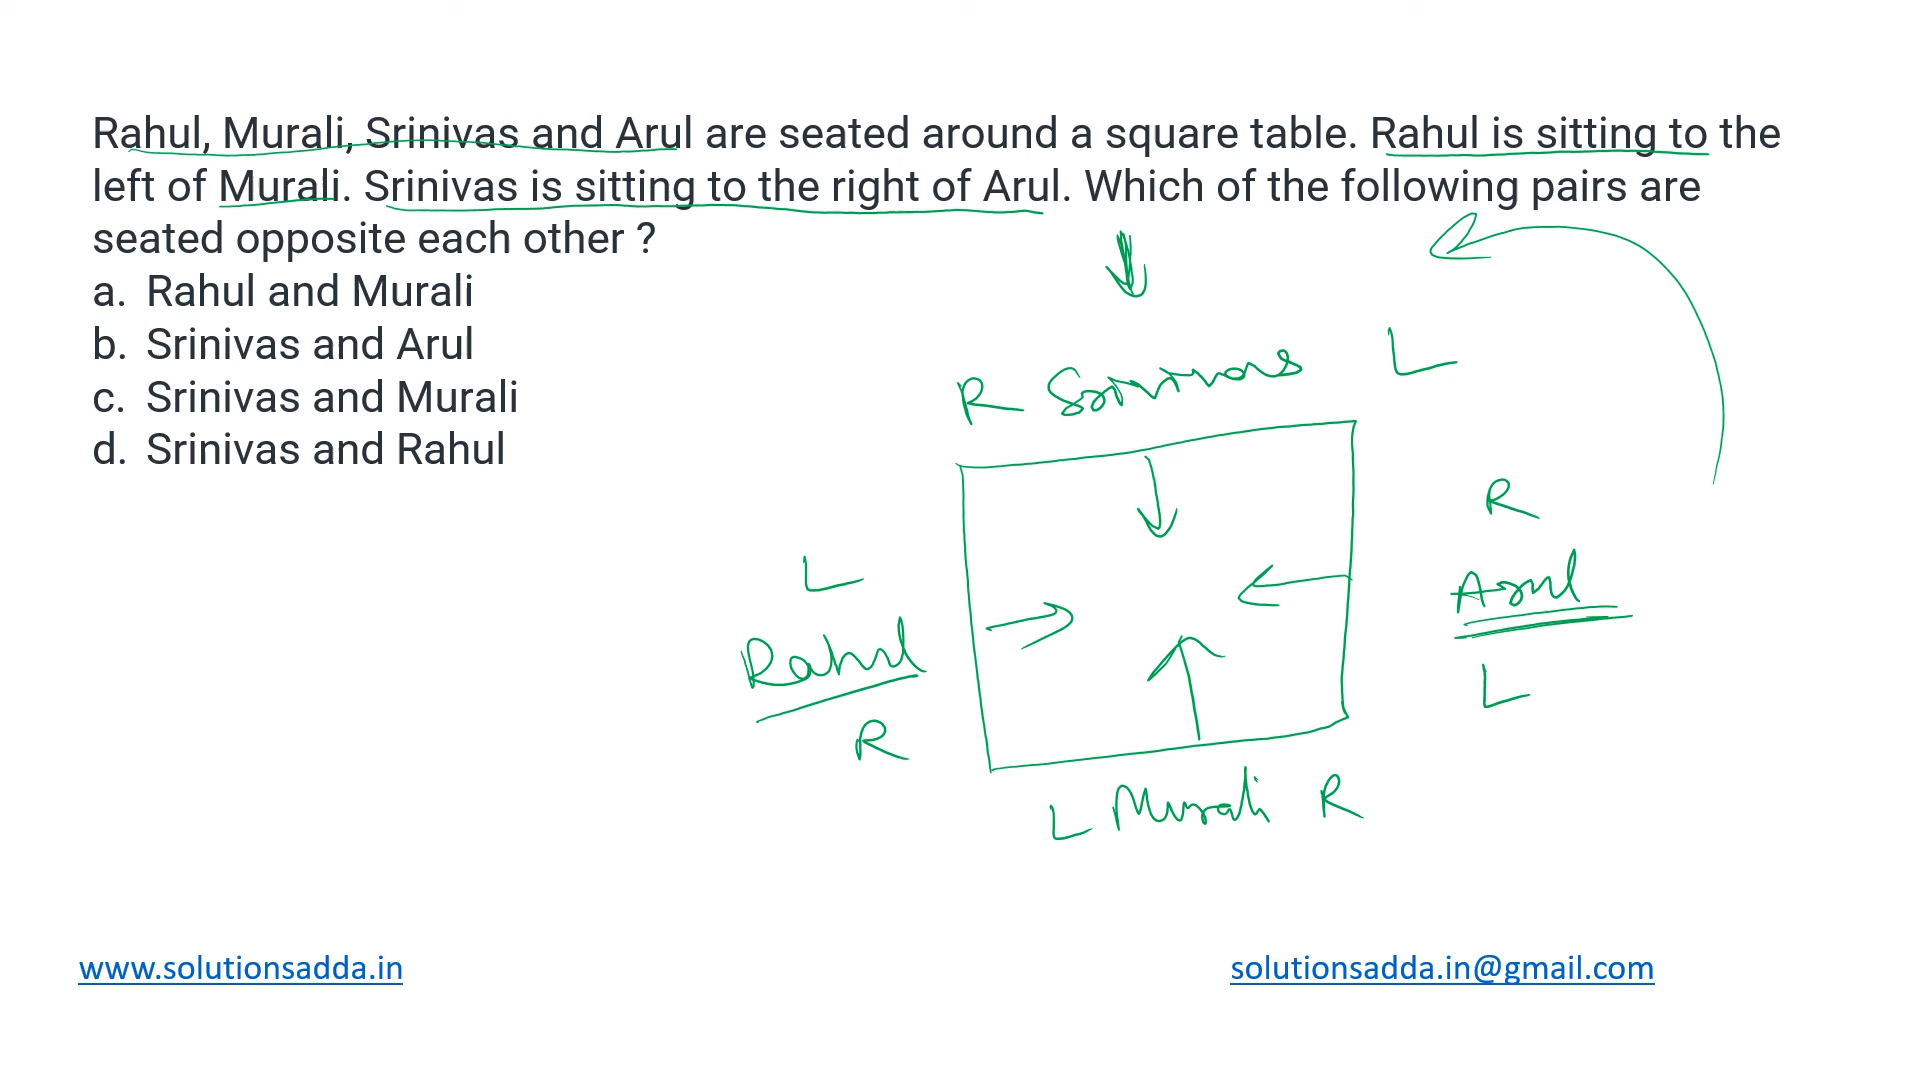 Rahul, Murali, Srinivas and Arul are seated around a square table. Rahul is sitting to the
left of Murali. Srinivas is sitting to the right of Arul. Which of the following pairs are
seated opposite each other ?
a. Rahul and Murali
b. Srinivas and Arul
c. Srinivas and Murali
d. Srinivas and Rahul
R Srinivas L
R
Arul
L
L
Rahul
R
L Murali R
www.solutionsadda.in
solutionsadda.in@gmail.com